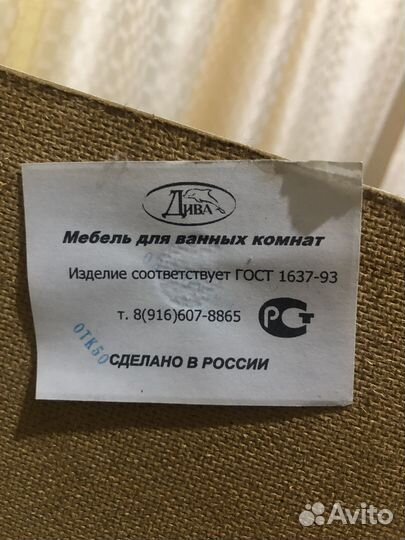 Дива
Мебель для ванных комнат
Изделие соответствует ГОСТ 1637-93
т. 8(916)607-8865
РСТ
ОТК50
СДЕЛАНО В РОССИИ
Avito